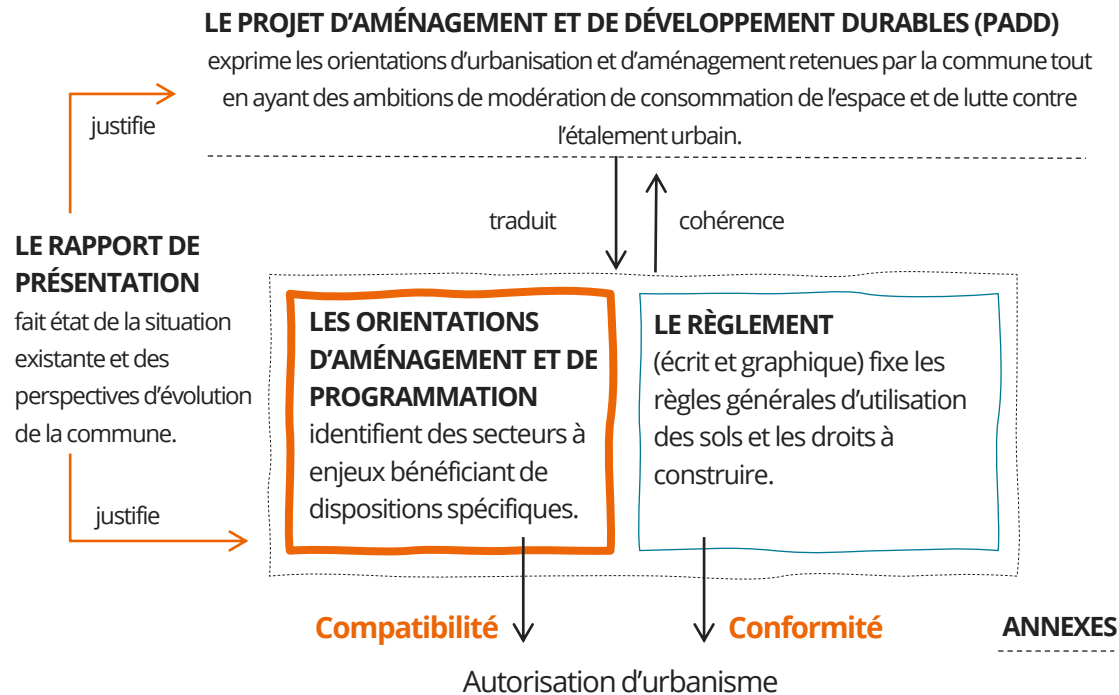 LE PROJET D’AMÉNAGEMENT ET DE DÉVELOPPEMENT DURABLES (PADD)
exprime les orientations d’urbanisation et d’aménagement retenues par la commune tout
en ayant des ambitions de modération de consommation de l’espace et de lutte contre
l’étalement urbain.
justifie
traduit
cohérence
LE RAPPORT DE
PRÉSENTATION
fait état de la situation
existante et des
perspectives d’évolution
de la commune.
justifie
LES ORIENTATIONS
D’AMÉNAGEMENT ET DE
PROGRAMMATION
identifient des secteurs à
enjeux bénéficiant de
dispositions spécifiques.
LE RÈGLEMENT
(écrit et graphique) fixe les
règles générales d’utilisation
des sols et les droits à
construire.
Compatibilité
Conformité
ANNEXES
Autorisation d’urbanisme